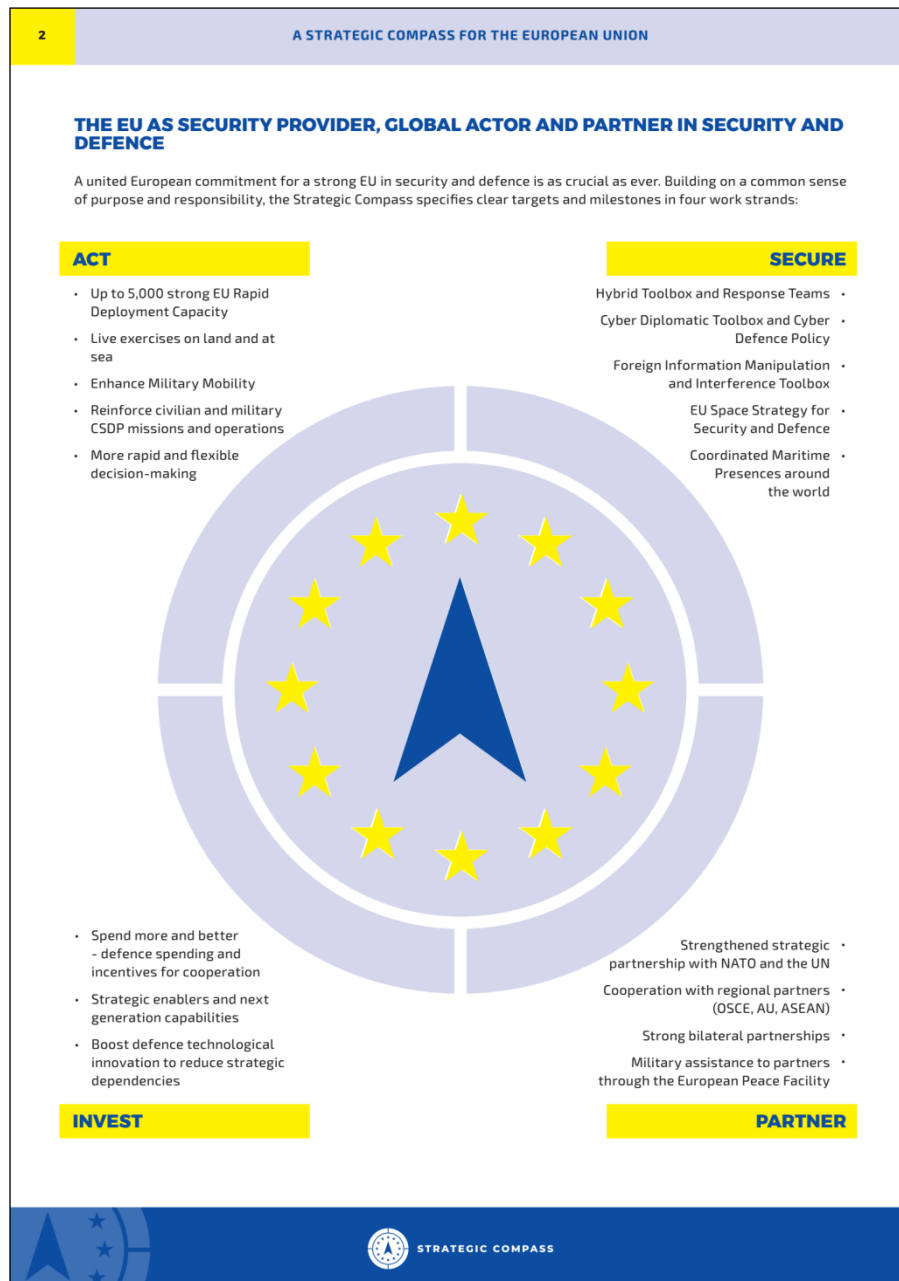 2
A STRATEGIC COMPASS FOR THE EUROPEAN UNION
THE EU AS SECURITY PROVIDER, GLOBAL ACTOR AND PARTNER IN SECURITY AND
DEFENCE
A united European commitment for a strong EU in security and defence is as crucial as ever. Building on a common sense
of purpose and responsibility, the Strategic Compass specifies clear targets and milestones in four work strands:
ACT
• Up to 5,000 strong EU Rapid
Deployment Capacity
• Live exercises on land and at
sea
• Enhance Military Mobility
• Reinforce civilian and military
CSDP missions and operations
• More rapid and flexible
decision-making
SECURE
Hybrid Toolbox and Response Teams •
Cyber Diplomatic Toolbox and Cyber •
Defence Policy
Foreign Information Manipulation •
and Interference Toolbox
EU Space Strategy for •
Security and Defence
Coordinated Maritime •
Presences around
the world
• Spend more and better
- defence spending and
incentives for cooperation
• Strategic enablers and next
generation capabilities
• Boost defence technological
innovation to reduce strategic
dependencies
INVEST
Strengthened strategic •
partnership with NATO and the UN
Cooperation with regional partners •
(OSCE, AU, ASEAN)
Strong bilateral partnerships •
Military assistance to partners •
through the European Peace Facility
PARTNER
STRATEGIC COMPASS